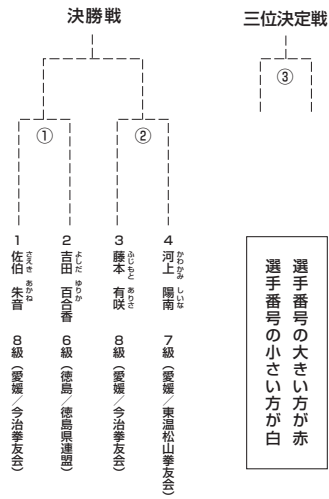 決勝戦
三位決定戦
①
②
③
1 佐伯 朱音 さえき あかね 8級（愛媛／今治拳友会）
2 吉田 百合香 よしだ ゆりか 6級（徳島／徳島県連盟）
3 藤本 有咲 ふじもと ありさ 8級（愛媛／今治拳友会）
4 河上 陽南 かわかみ しいな 7級（愛媛／東温松山拳友会）
選手番号の大きい方が赤
選手番号の小さい方が白